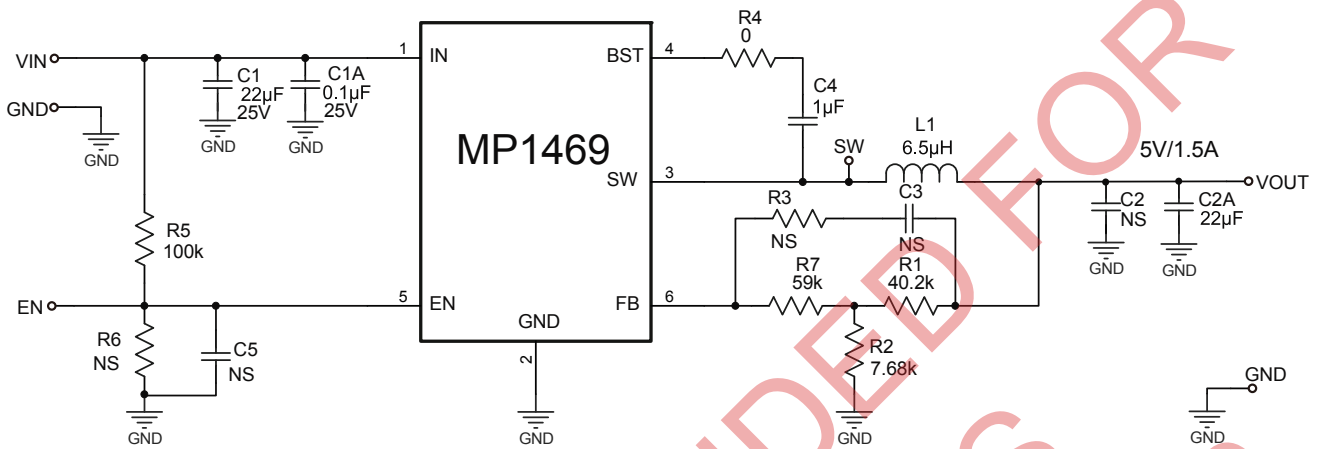 VIN
GND
GND
R5
100k
C1
22µF
25V
GND
C1A
0.1µF
25V
GND
EN
R6
NS
C5
NS
GND
1
IN
MP1469
5
EN
GND
2
GND
BST
4
SW
3
FB
6
R4
0
C4
1µF
SW
L1
6.5µH
5V/1.5A
VOUT
R3
NS
C3
NS
R7
59k
R1
40.2k
R2
7.68k
GND
C2
NS
GND
C2A
22µF
GND
GND
GND
NDED FOR